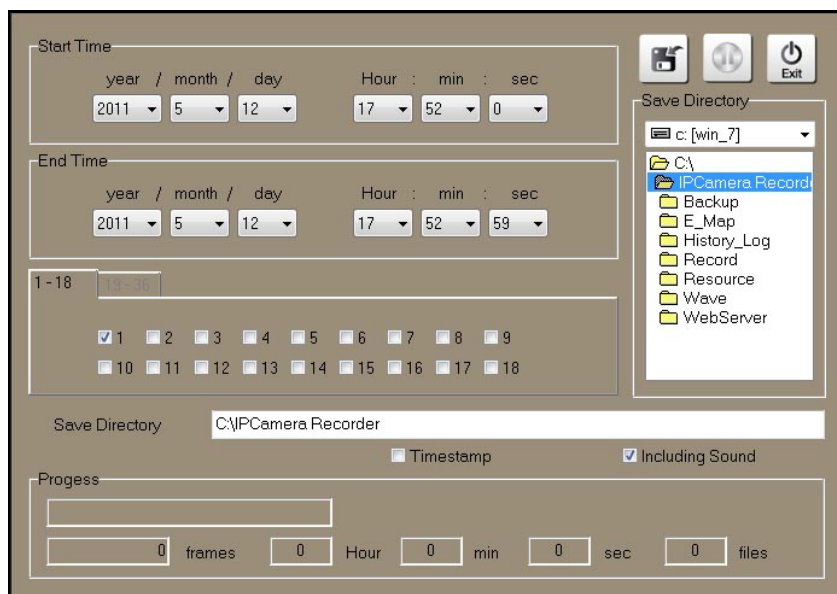 Start Time
year / month / day Hour : min : sec
2011 5 12 17 52 0
End Time
year / month / day Hour : min : sec
2011 5 12 17 52 59
1-18 19-36
1 2 3 4 5 6 7 8 9
10 11 12 13 14 15 16 17 18
Exit
Save Directory
c: [win_7]
C:\
IPCamera Recorde
Backup
E_Map
History_Log
Record
Resource
Wave
WebServer
Save Directory C:\IPCamera Recorder
Timestamp Including Sound
Progess
0 frames 0 Hour 0 min 0 sec 0 files